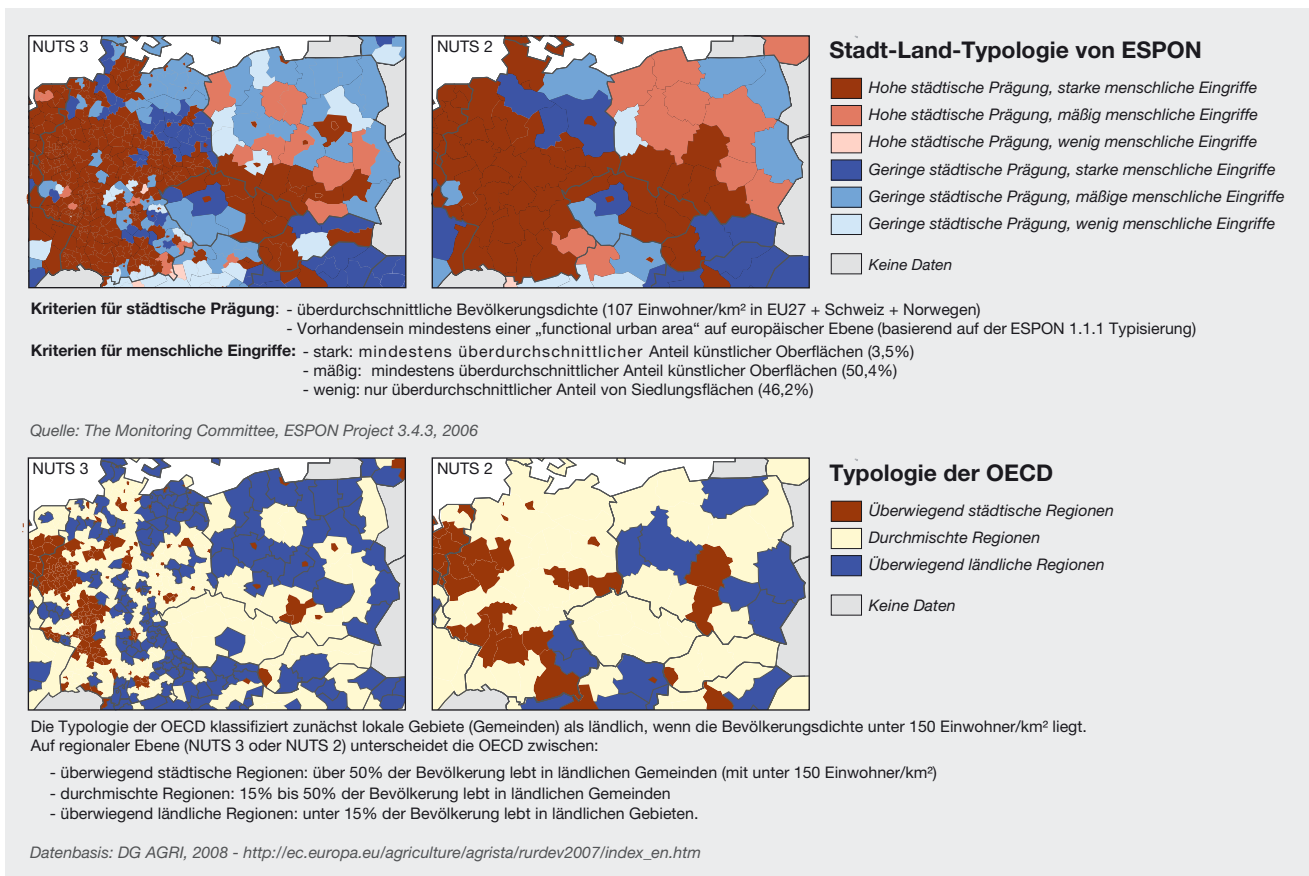 NUTS 3
NUTS 2
Stadt-Land-Typologie von ESPON
Hohe städtische Prägung, starke menschliche Eingriffe
Hohe städtische Prägung, mäßig menschliche Eingriffe
Hohe städtische Prägung, wenig menschliche Eingriffe
Geringe städtische Prägung, starke menschliche Eingriffe
Geringe städtische Prägung, mäßige menschliche Eingriffe
Geringe städtische Prägung, wenig menschliche Eingriffe
Keine Daten
Kriterien für städtische Prägung: - überdurchschnittliche Bevölkerungsdichte (107 Einwohner/km² in EU27 + Schweiz + Norwegen)
- Vorhandensein mindestens einer „functional urban area“ auf europäischer Ebene (basierend auf der ESPON 1.1.1 Typisierung)
Kriterien für menschliche Eingriffe: - stark: mindestens überdurchschnittlicher Anteil künstlicher Oberflächen (3,5%)
- mäßig: mindestens überdurchschnittlicher Anteil künstlicher Oberflächen (50,4%)
- wenig: nur überdurchschnittlicher Anteil von Siedlungsflächen (46,2%)
Quelle: The Monitoring Committee, ESPON Project 3.4.3, 2006
NUTS 3
NUTS 2
Typologie der OECD
Überwiegend städtische Regionen
Durchmischte Regionen
Überwiegend ländliche Regionen
Keine Daten
Die Typologie der OECD klassifiziert zunächst lokale Gebiete (Gemeinden) als ländlich, wenn die Bevölkerungsdichte unter 150 Einwohner/km² liegt.
Auf regionaler Ebene (NUTS 3 oder NUTS 2) unterscheidet die OECD zwischen:
- überwiegend städtische Regionen: über 50% der Bevölkerung lebt in ländlichen Gemeinden (mit unter 150 Einwohner/km²)
- durchmischte Regionen: 15% bis 50% der Bevölkerung lebt in ländlichen Gemeinden
- überwiegend ländliche Regionen: unter 15% der Bevölkerung lebt in ländlichen Gebieten.
Datenbasis: DG AGRI, 2008 - http://ec.europa.eu/agriculture/agrista/rurdev2007/index_en.htm